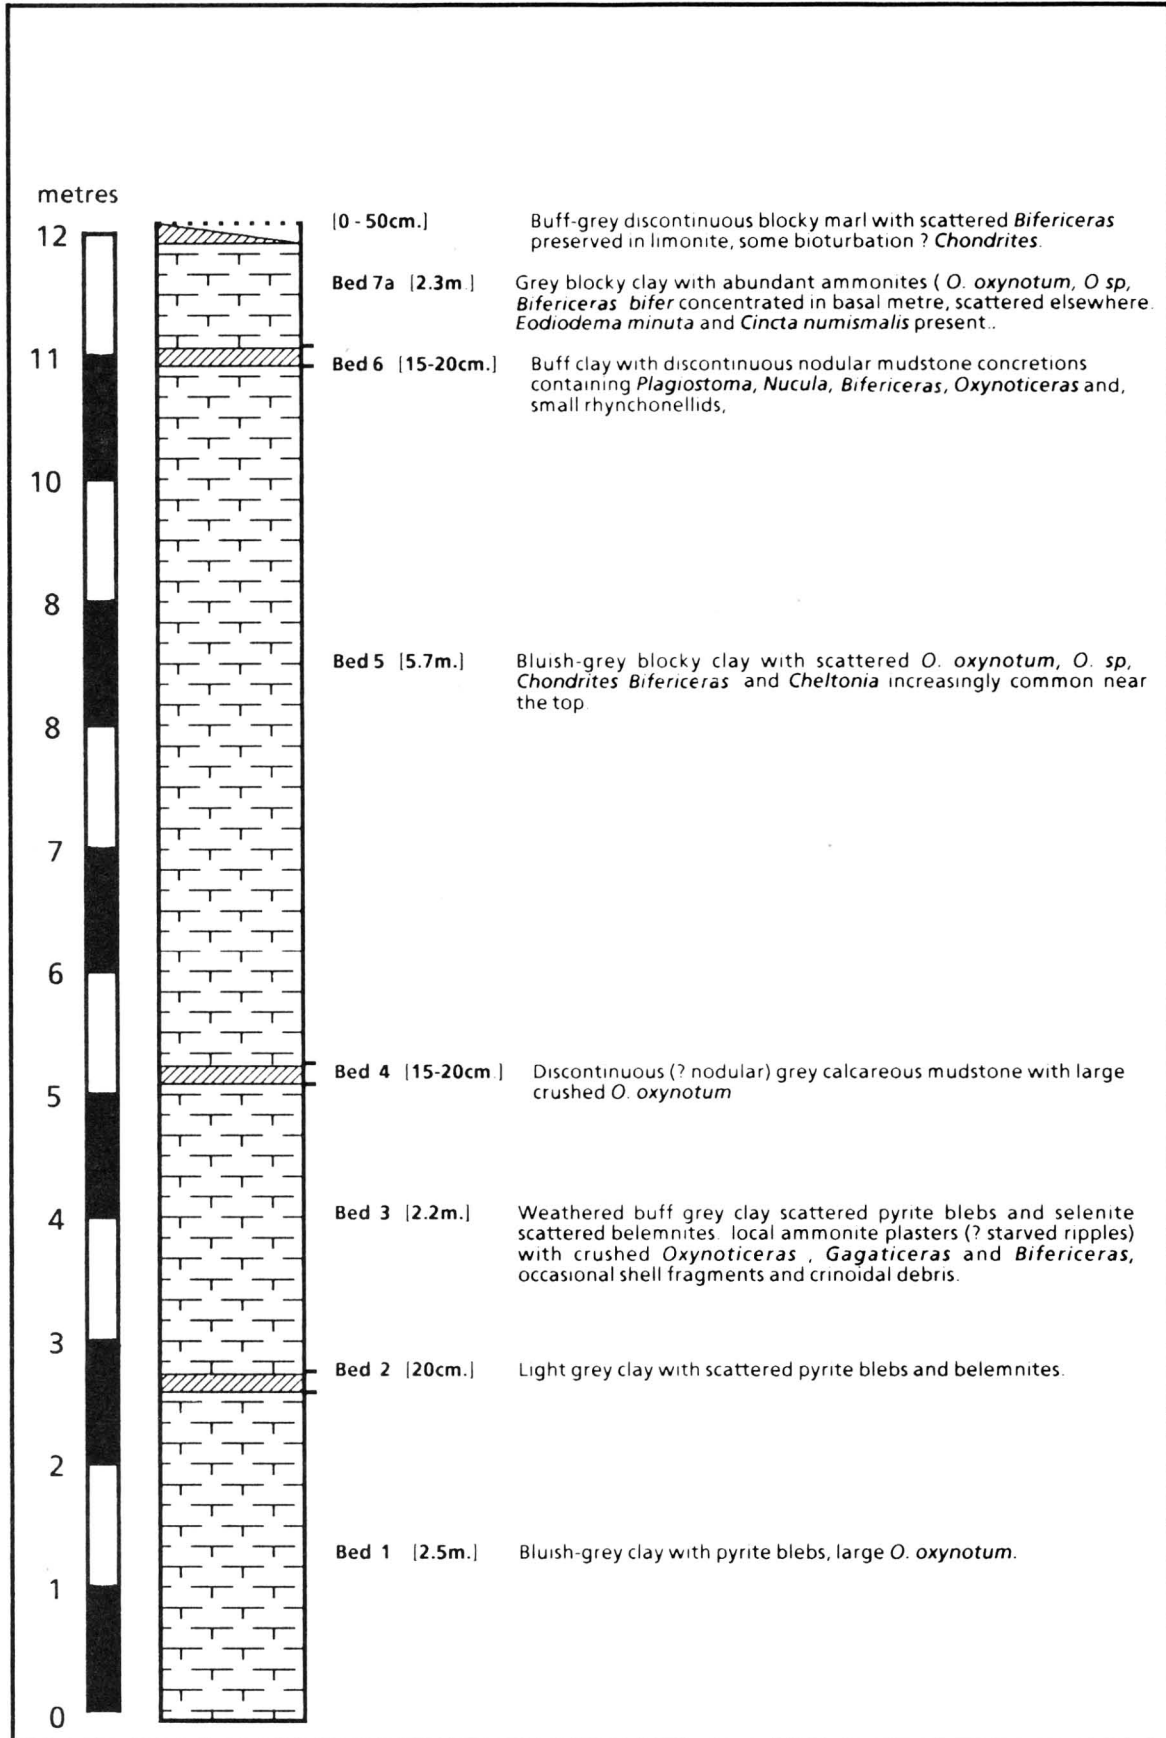 metres
12
11
10
8
8
7
6
5
4
3
2
1
0
[0 - 50cm.] Buff-grey discontinuous blocky marl with scattered Bifericeras
preserved in limonite, some bioturbation ? Chondrites.
Bed 7a [2.3m.] Grey blocky clay with abundant ammonites ( O. oxynotum, O sp,
Bifericeras bifer concentrated in basal metre, scattered elsewhere.
Eodiodema minuta and Cincta numismalis present..
Bed 6 [15-20cm.] Buff clay with discontinuous nodular mudstone concretions
containing Plagiostoma, Nucula, Bifericeras, Oxynoticeras and,
small rhynchonellids,
Bed 5 [5.7m.] Bluish-grey blocky clay with scattered O. oxynotum, O. sp,
Chondrites Bifericeras and Cheltonia increasingly common near
the top.
Bed 4 [15-20cm.] Discontinuous (? nodular) grey calcareous mudstone with large
crushed O. oxynotum
Bed 3 [2.2m.] Weathered buff grey clay scattered pyrite blebs and selenite
scattered belemnites. local ammonite plasters (? starved ripples)
with crushed Oxynoticeras , Gagaticeras and Bifericeras,
occasional shell fragments and crinoidal debris.
Bed 2 [20cm.] Light grey clay with scattered pyrite blebs and belemnites.
Bed 1 [2.5m.] Bluish-grey clay with pyrite blebs, large O. oxynotum.